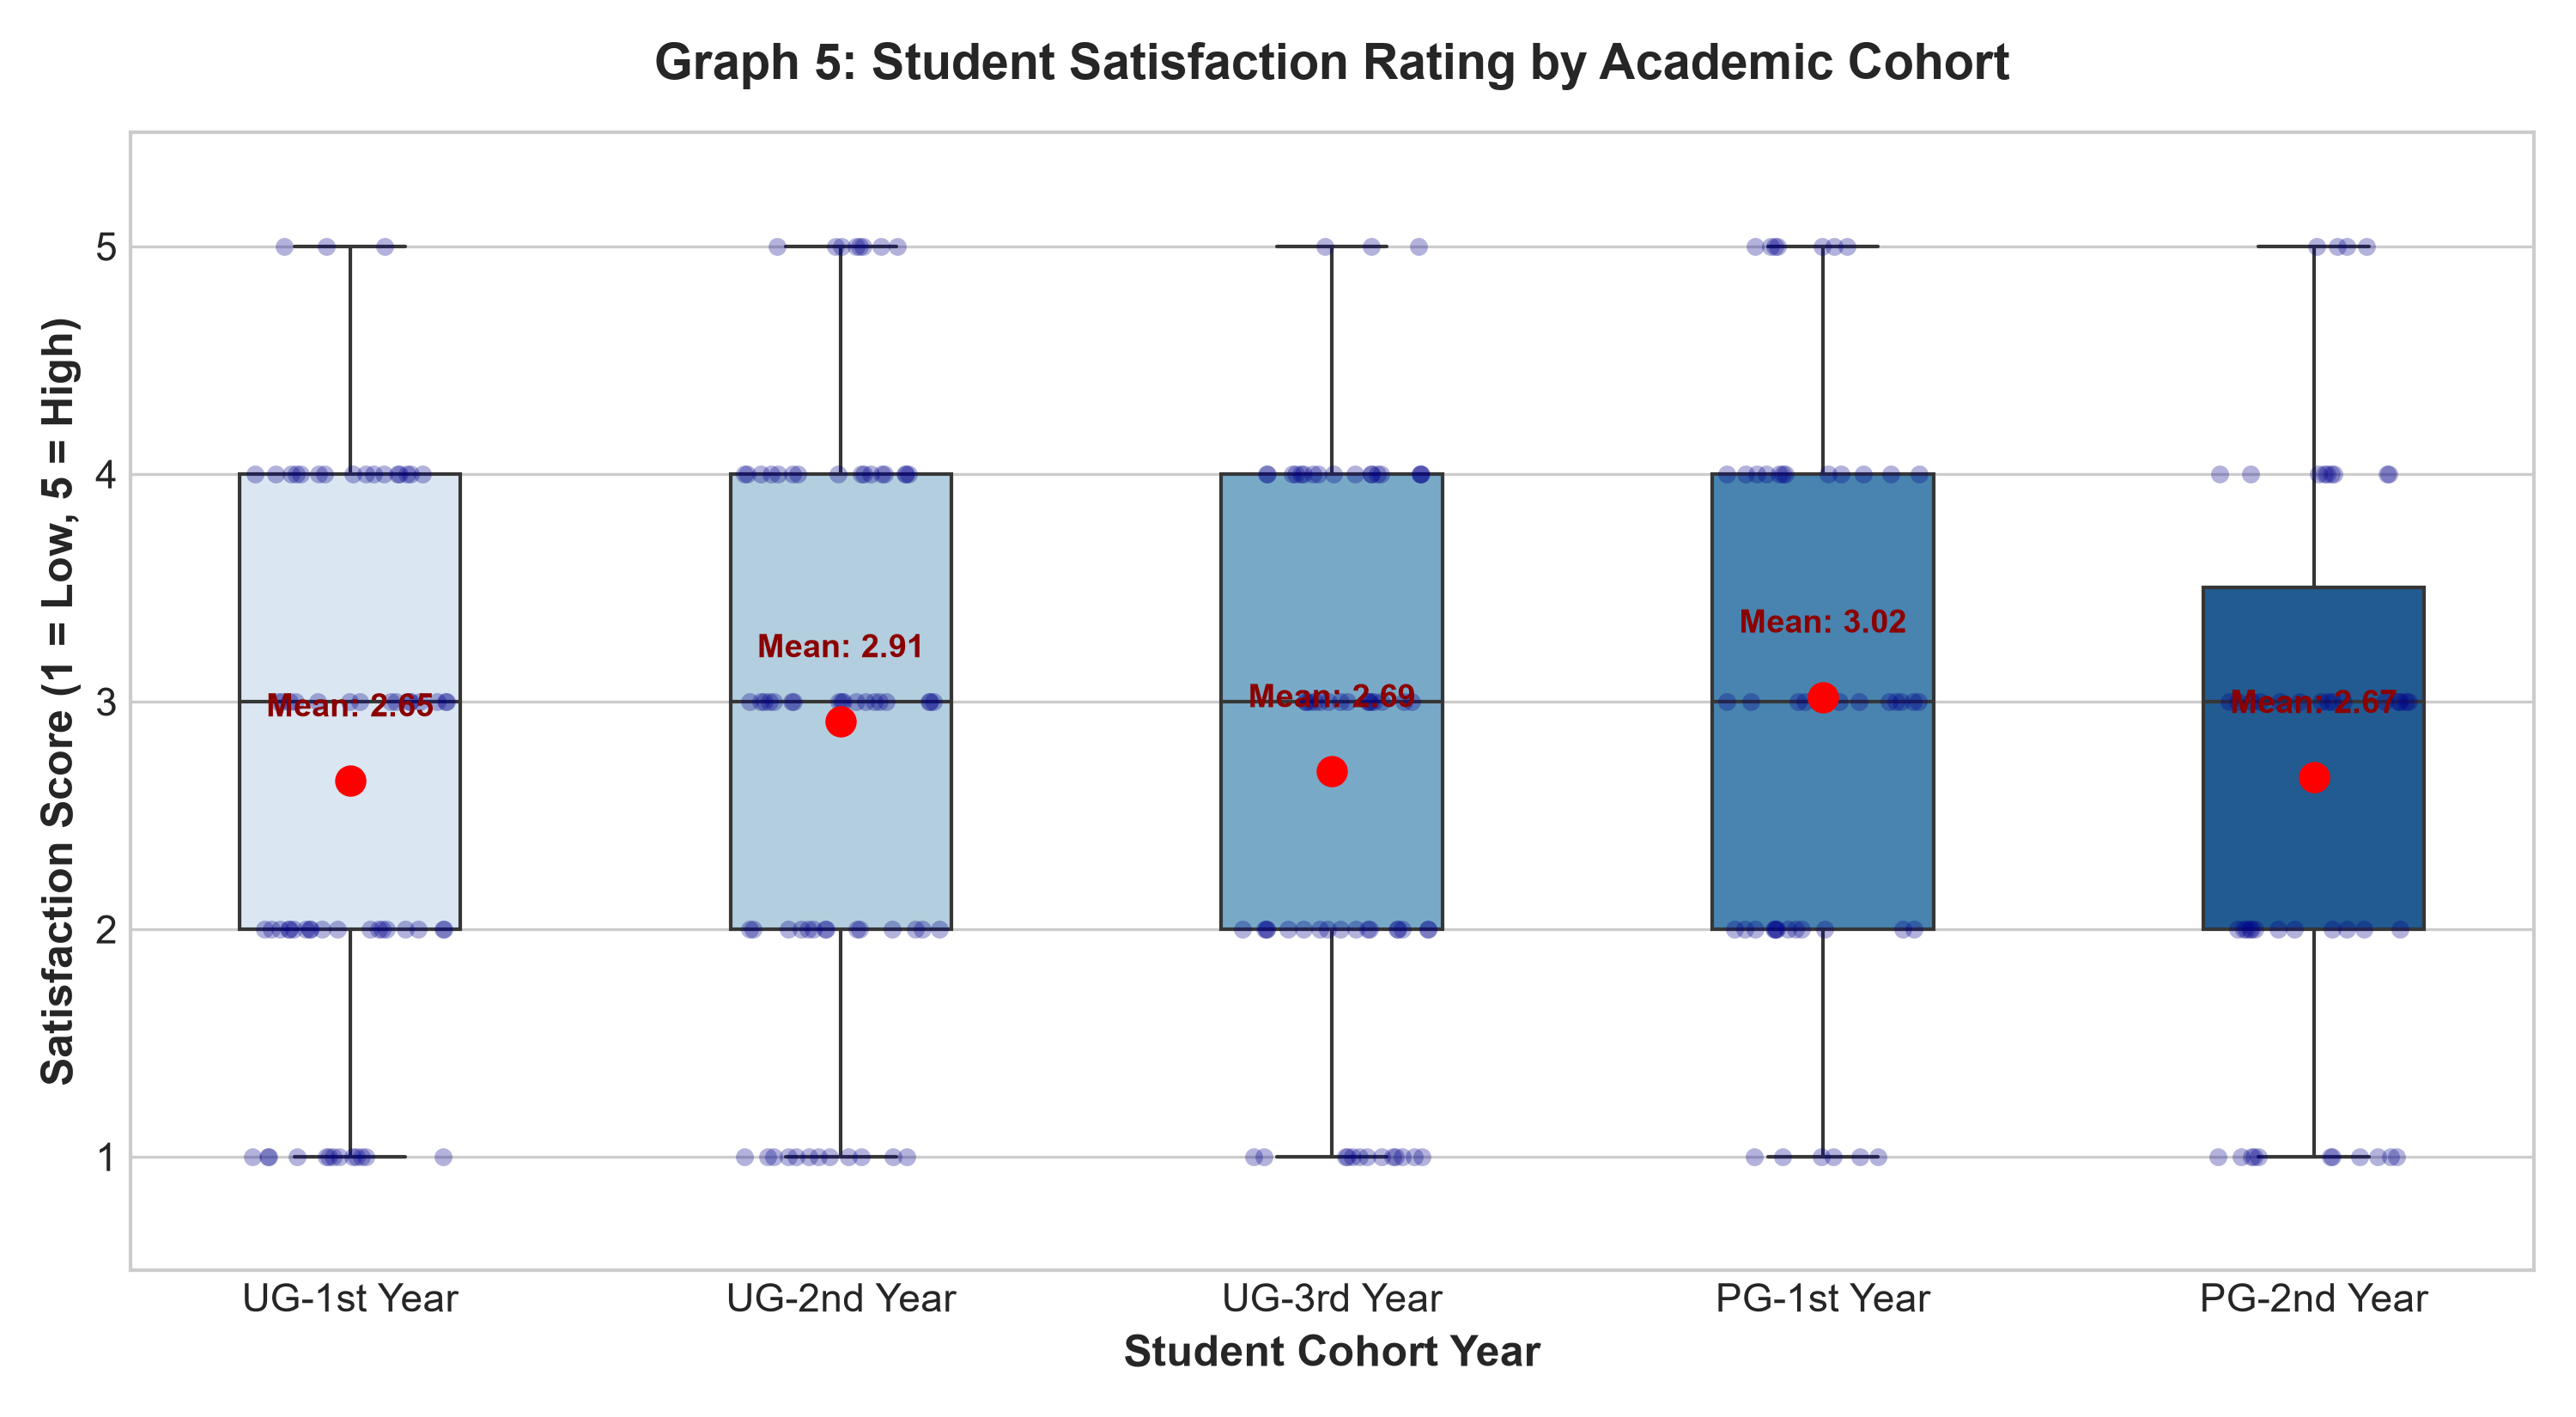 Graph 5: Student Satisfaction Rating by Academic Cohort
Satisfaction Score (1 = Low, 5 = High)
5
4
3
2
1
Mean: 2.65
Mean: 2.91
Mean: 2.69
Mean: 3.02
Mean: 2.67
UG-1st Year
UG-2nd Year
UG-3rd Year
PG-1st Year
PG-2nd Year
Student Cohort Year